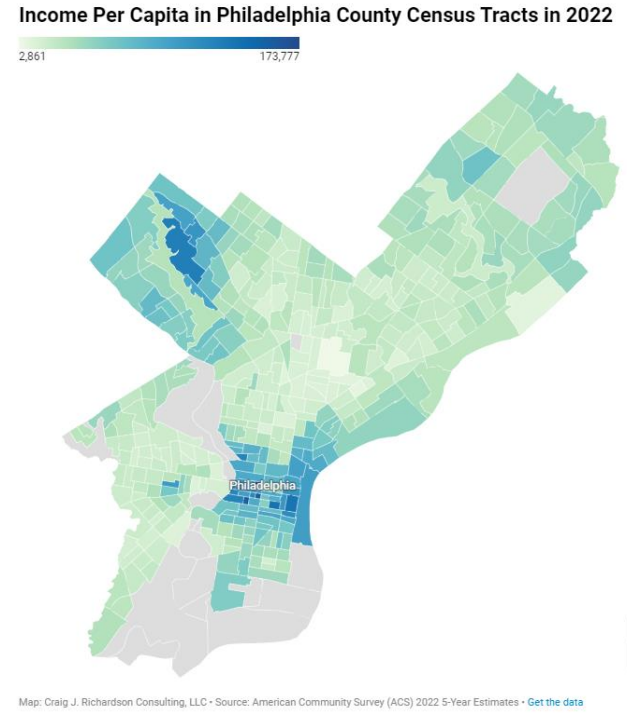 Income Per Capita in Philadelphia County Census Tracts in 2022
2,861 173,777
Philadelphia
Map: Craig J. Richardson Consulting, LLC • Source: American Community Survey (ACS) 2022 5-Year Estimates • Get the data